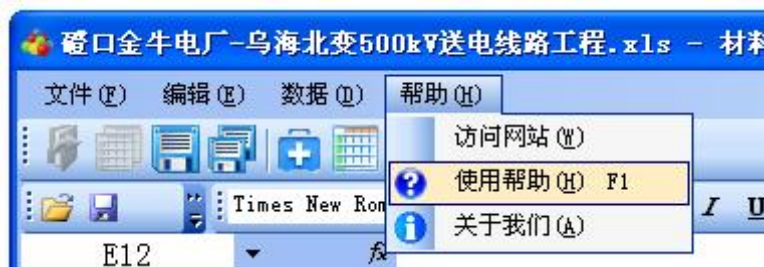 磴口金牛电厂-乌海北变500kV送电线路工程.xls - 材料
文件(F) 编辑(E) 数据(D) 帮助(H)
访问网站(W)
使用帮助(H) F1
Times New Rom
I U
关于我们(A)
E12 fx